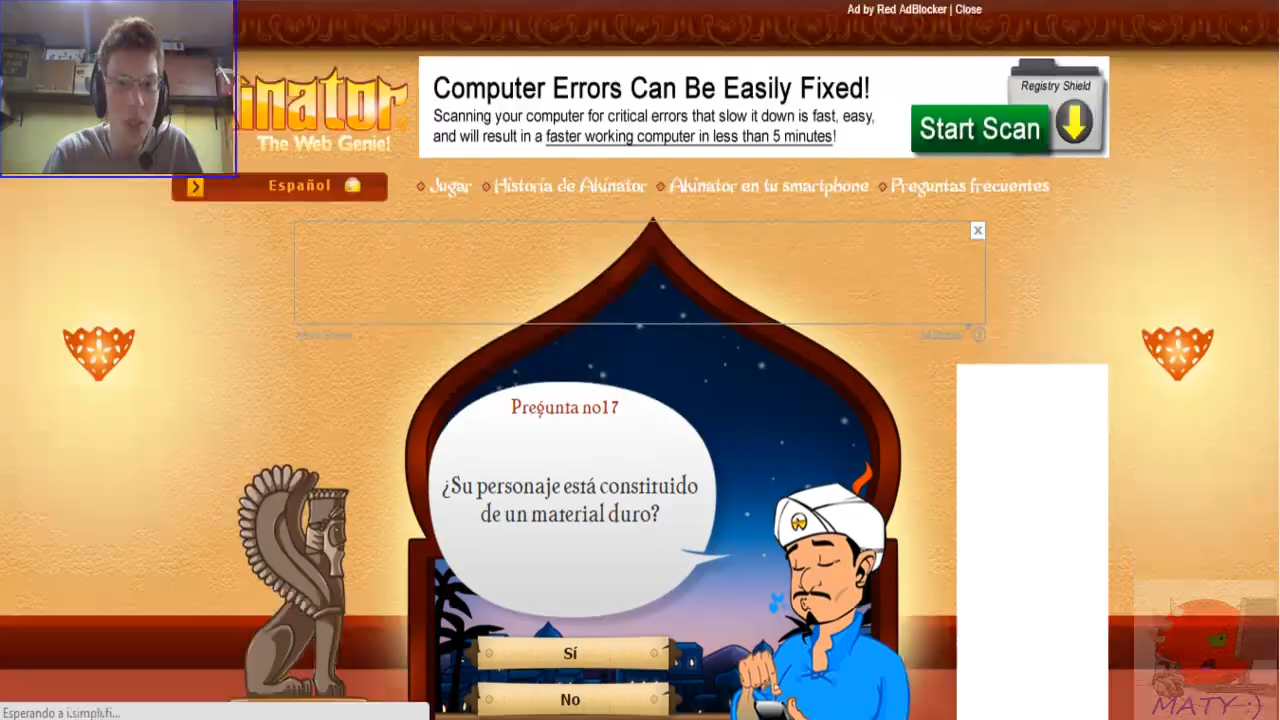 Ad by Red AdBlocker | Close
inator
The Web Genie!
Computer Errors Can Be Easily Fixed!
Scanning your computer for critical errors that slow it down is fast, easy,
and will result in a faster working computer in less than 5 minutes!
Registry Shield
Start Scan
Español
Jugar
Historia de Akinator
Akinator en tu smartphone
Preguntas frecuentes
Pregunta no17
¿Su personaje está constituido
de un material duro?
Sí
No
Esperando a i.simpli.fi...
MATY :)